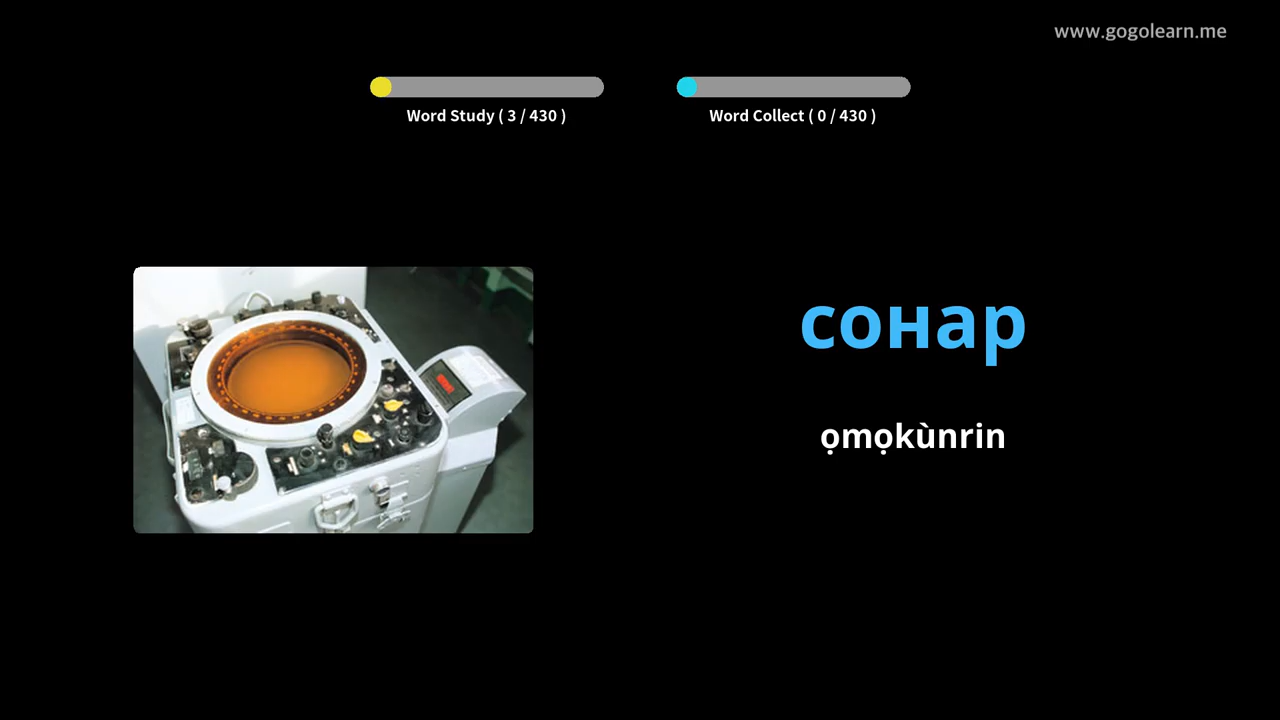 www.gogolearn.me
Word Study ( 3 / 430 )
Word Collect ( 0 / 430 )
сонар
ọmọkùnrin